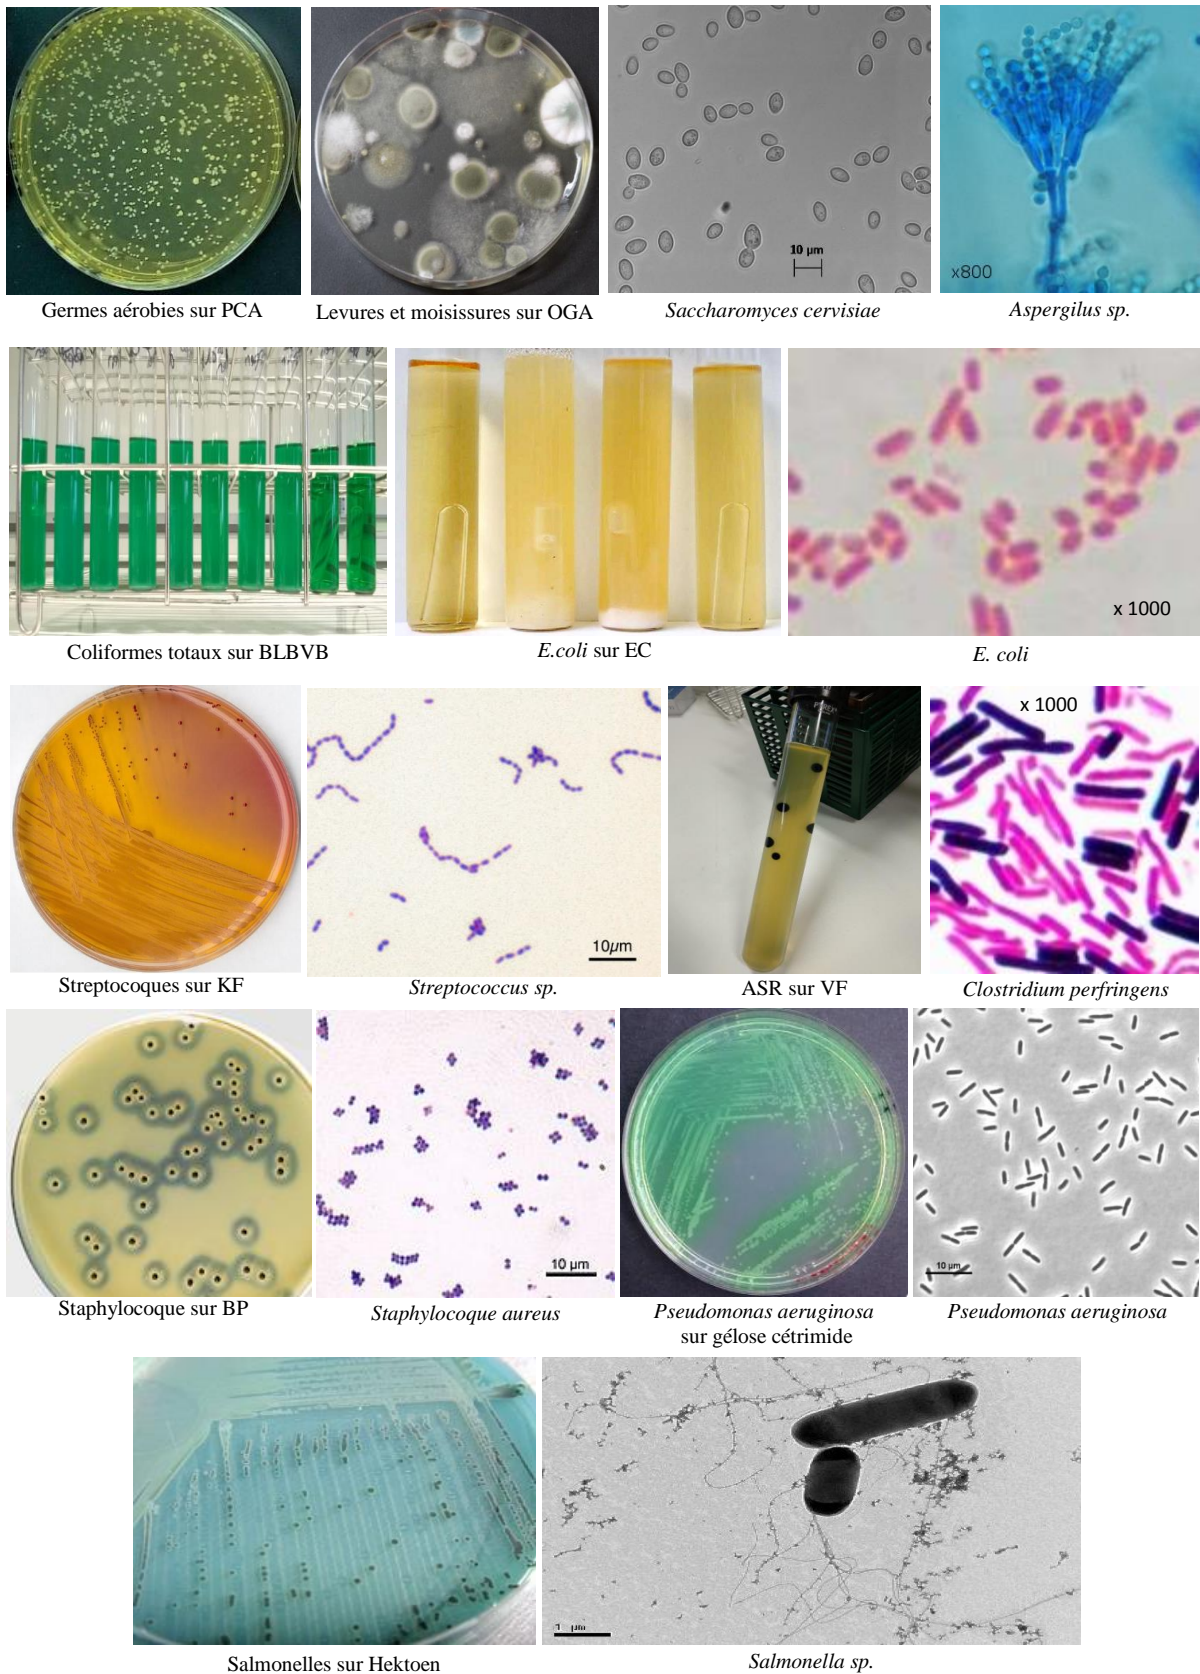 Germes aérobies sur PCA
Levures et moisissures sur OGA
10 µm
Saccharomyces cervisiae
x800
Aspergilus sp.
Coliformes totaux sur BLBVB
E.coli sur EC
x 1000
E. coli
Streptocoques sur KF
10µm
Streptococcus sp.
PYREX
ASR sur VF
x 1000
Clostridium perfringens
Staphylocoque sur BP
10 µm
Staphylocoque aureus
Pseudomonas aeruginosa
sur gélose cétrimide
10 µm
Pseudomonas aeruginosa
Salmonelles sur Hektoen
1 µm
Salmonella sp.